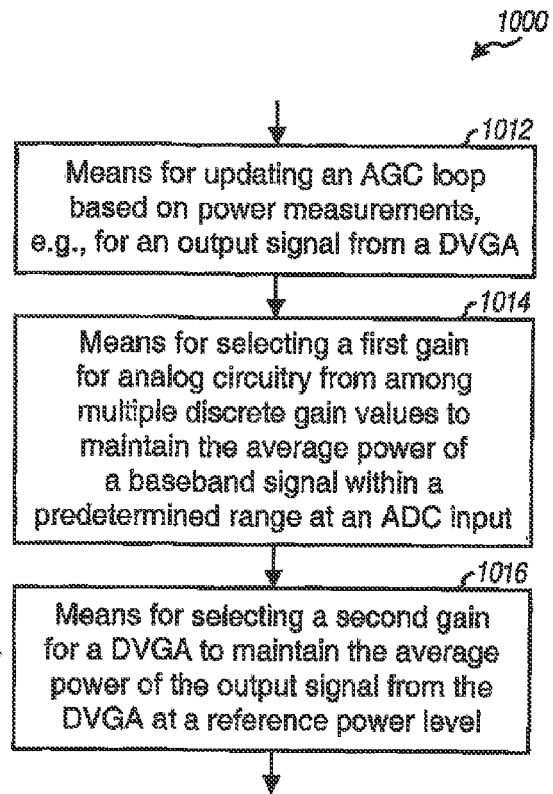 1000
1012
Means for updating an AGC loop
based on power measurements,
e.g., for an output signal from a DVGA
1014
Means for selecting a first gain
for analog circuitry from among
multiple discrete gain values to
maintain the average power of
a baseband signal within a
predetermined range at an ADC input
1016
Means for selecting a second gain
for a DVGA to maintain the average
power of the output signal from the
DVGA at a reference power level